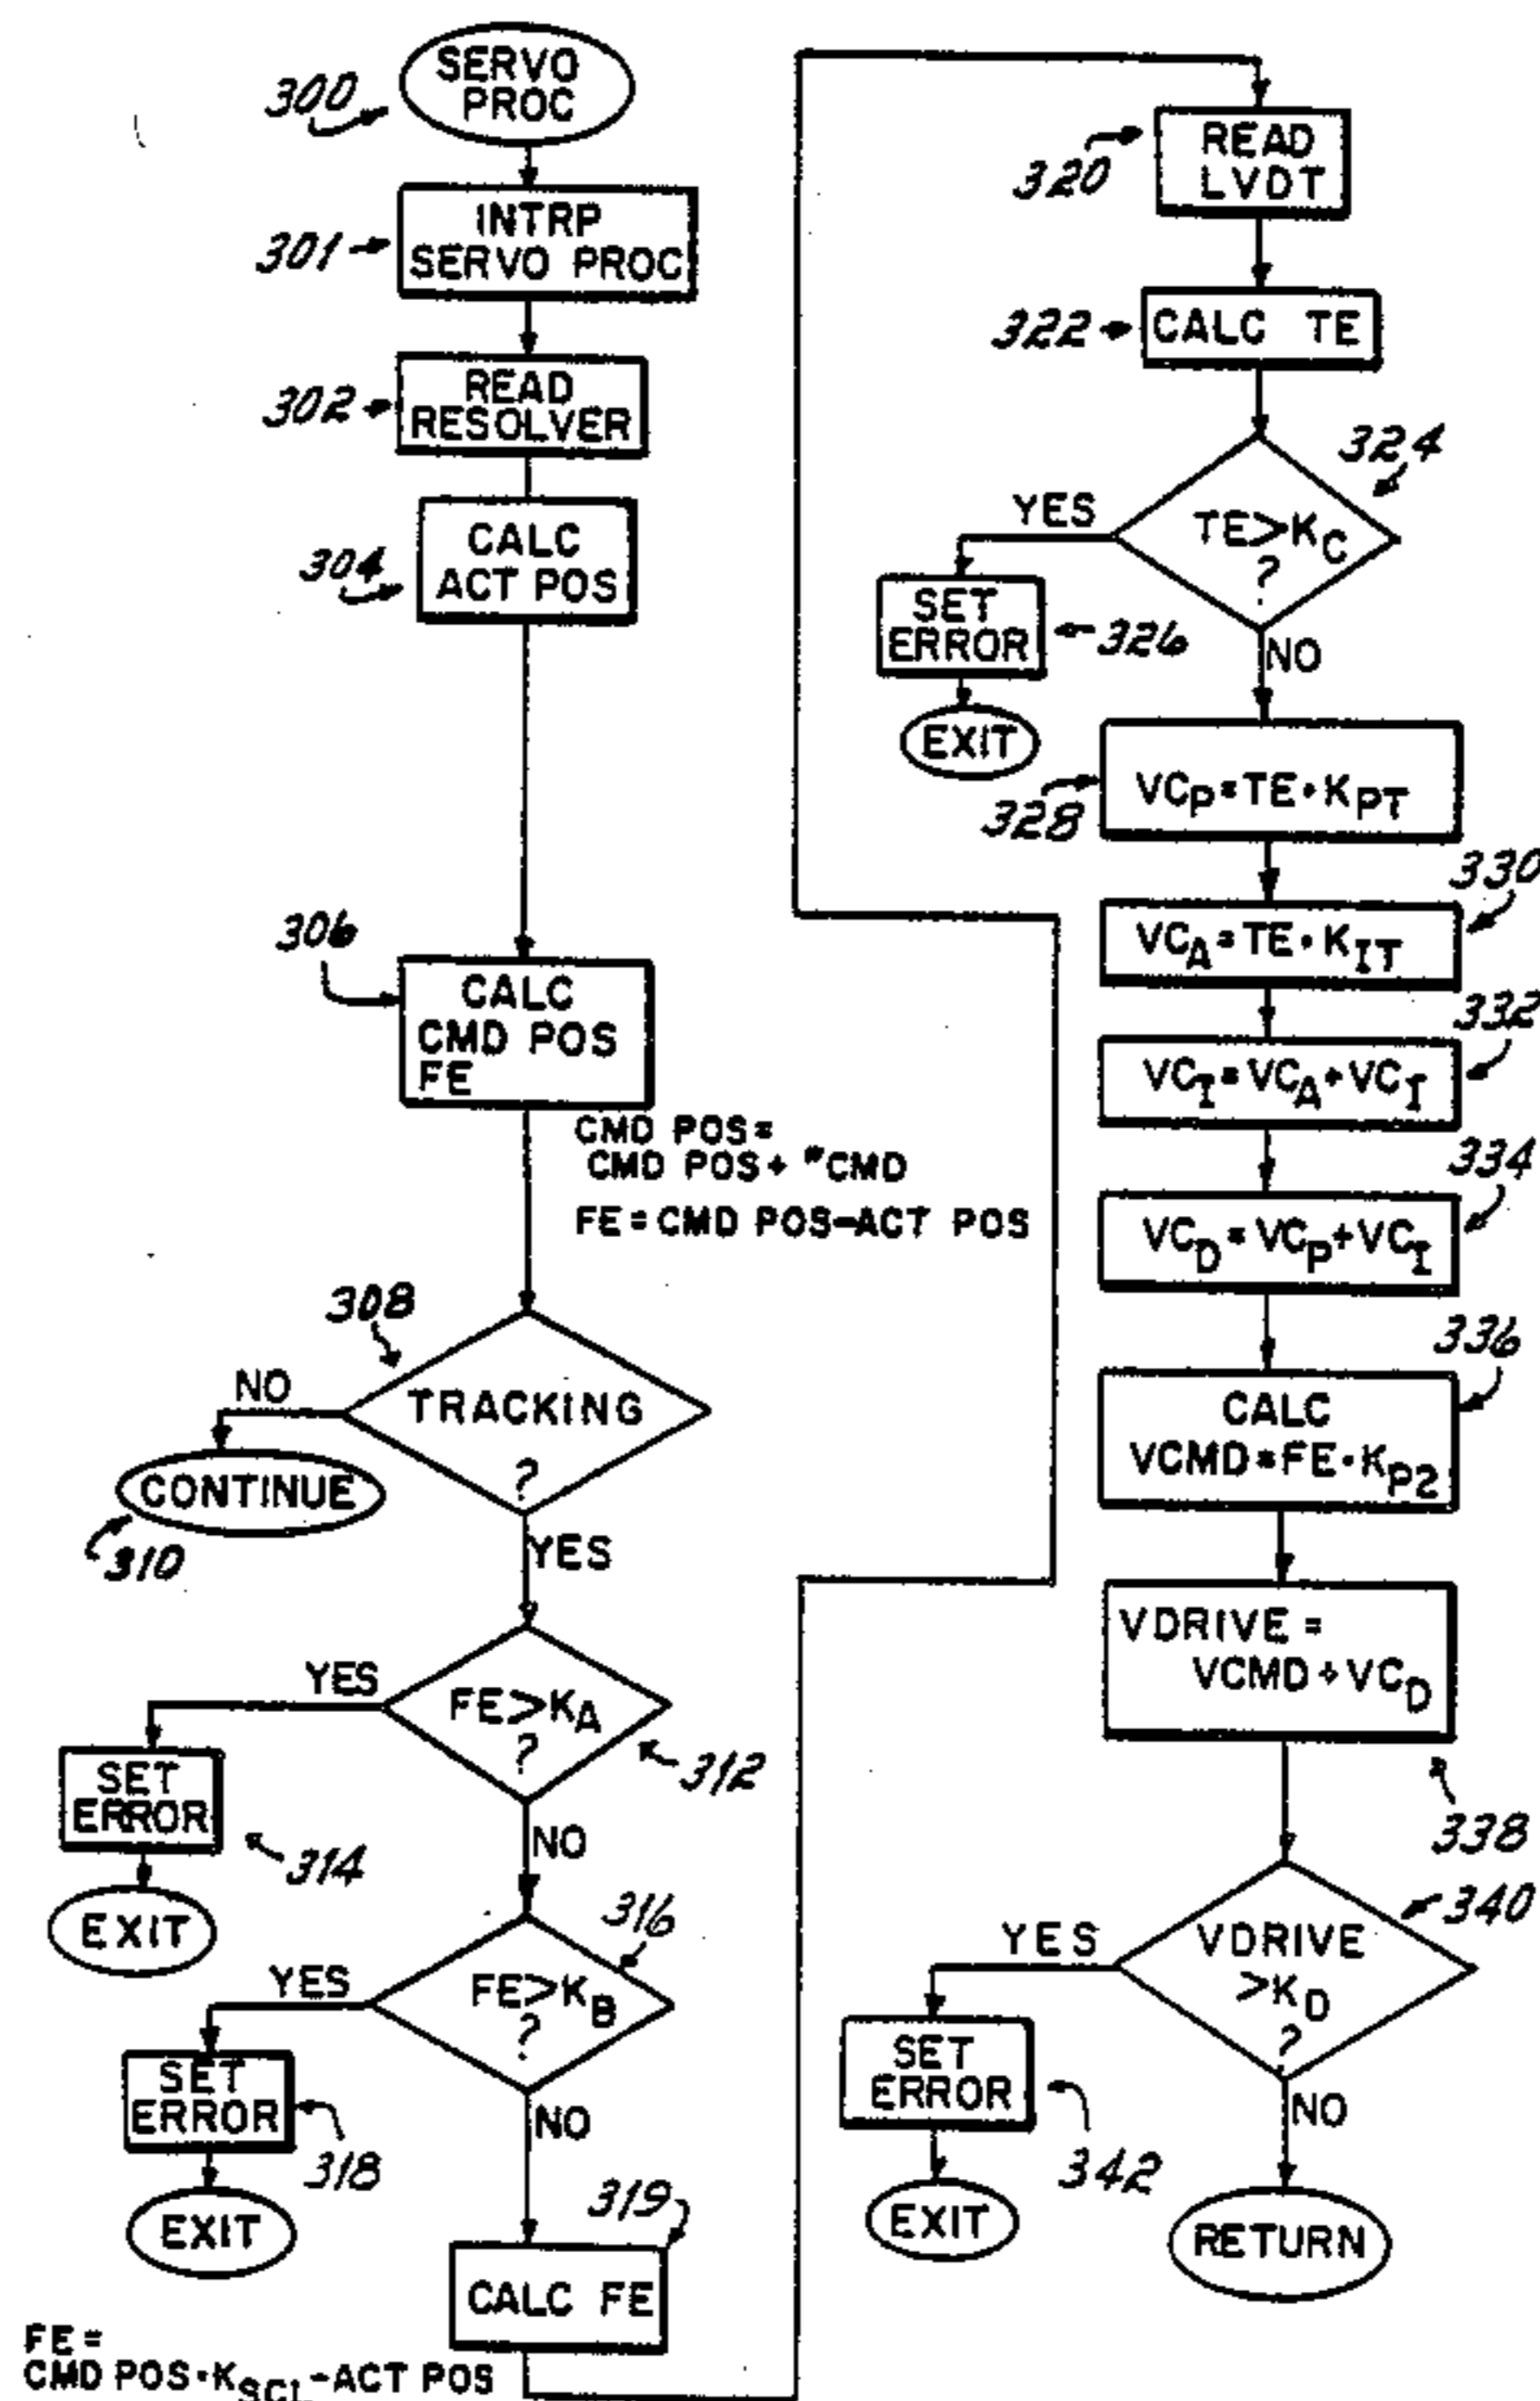 SERVO
PROC
300
INTRP
SERVO PROC
301
READ
RESOLVER
302
CALC
ACT POS
304
306
CALC
CMD POS
FE
CMD POS=
CMD POS + #CMD
FE = CMD POS-ACT POS
308
TRACKING
?
NO
CONTINUE
310
YES
FE>KA
?
312
YES
SET
ERROR
314
EXIT
NO
316
FE>KB
?
YES
SET
ERROR
318
EXIT
NO
319
CALC FE
FE =
CMD POS•KSCL-ACT POS
READ
LVDT
320
CALC TE
322
324
TE>KC
?
YES
SET
ERROR
326
EXIT
NO
VCP=TE•KPT
328
330
VCA=TE•KIT
332
VCI=VCA+VCI
334
VCD=VCP+VCI
336
CALC
VCMD=FE•KP2
VDRIVE =
VCMD+VCD
338
340
VDRIVE
>KD
?
YES
SET
ERROR
342
EXIT
NO
RETURN